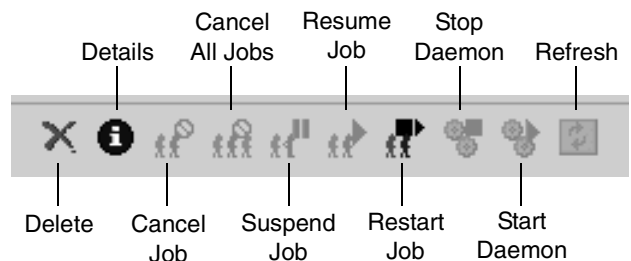 Details
Cancel
All Jobs
Resume
Job
Stop
Daemon
Refresh
Delete
Cancel
Job
Suspend
Job
Restart
Job
Start
Daemon